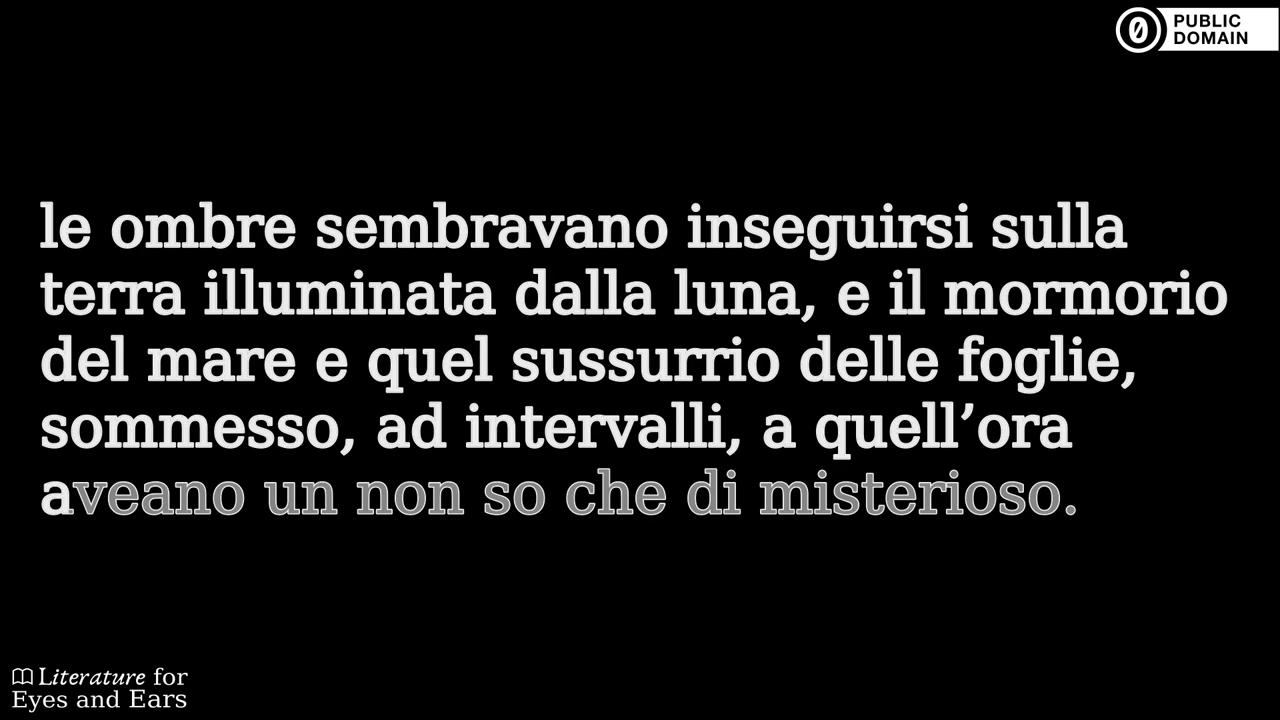 PUBLIC
DOMAIN
le ombre sembravano inseguirsi sulla
terra illuminata dalla luna, e il mormorio
del mare e quel sussurrio delle foglie,
sommesso, ad intervalli, a quell’ora
aveano un non so che di misterioso.
Literature for
Eyes and Ears